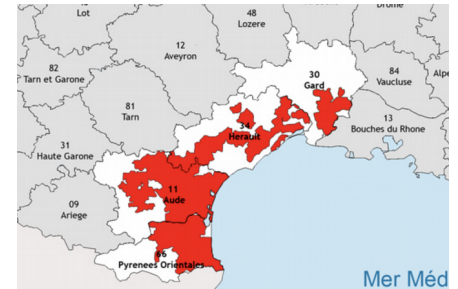 Lot
48
Lozere
12
Aveyron
30
Gard
82
Tarn et Garone
84
Vaucluse
81
Tarn
34
Herault
13
Bouches du Rhone
31
Haute Garone
11
Aude
09
Ariege
66
Pyrenees Orientales
Mer Méd